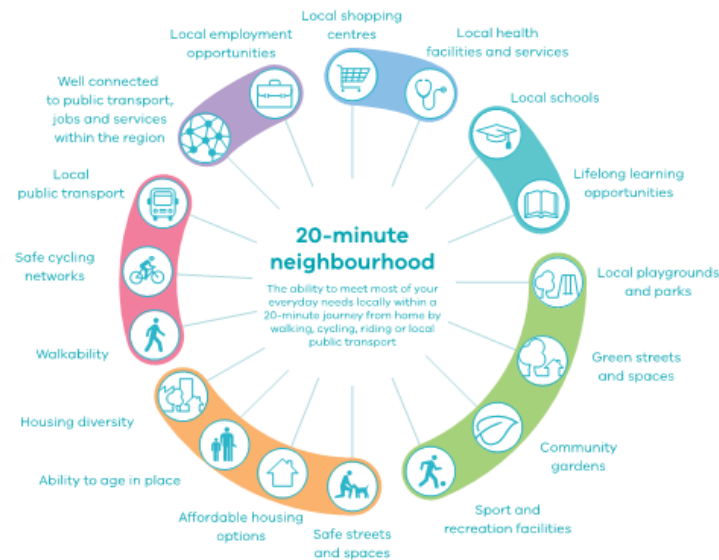 Local shopping
centres
Local health
facilities and services
Local schools
Lifelong learning
opportunities
Local playgrounds
and parks
Green streets
and spaces
Community
gardens
Sport and
recreation facilities
Safe streets
and spaces
Affordable housing
options
Ability to age in place
Housing diversity
Walkability
Safe cycling
networks
Local
public transport
Well connected
to public transport,
jobs and services
within the region
Local employment
opportunities
20-minute
neighbourhood
The ability to meet most of your
everyday needs locally within a
20-minute journey from home by
walking, cycling, riding or local
public transport